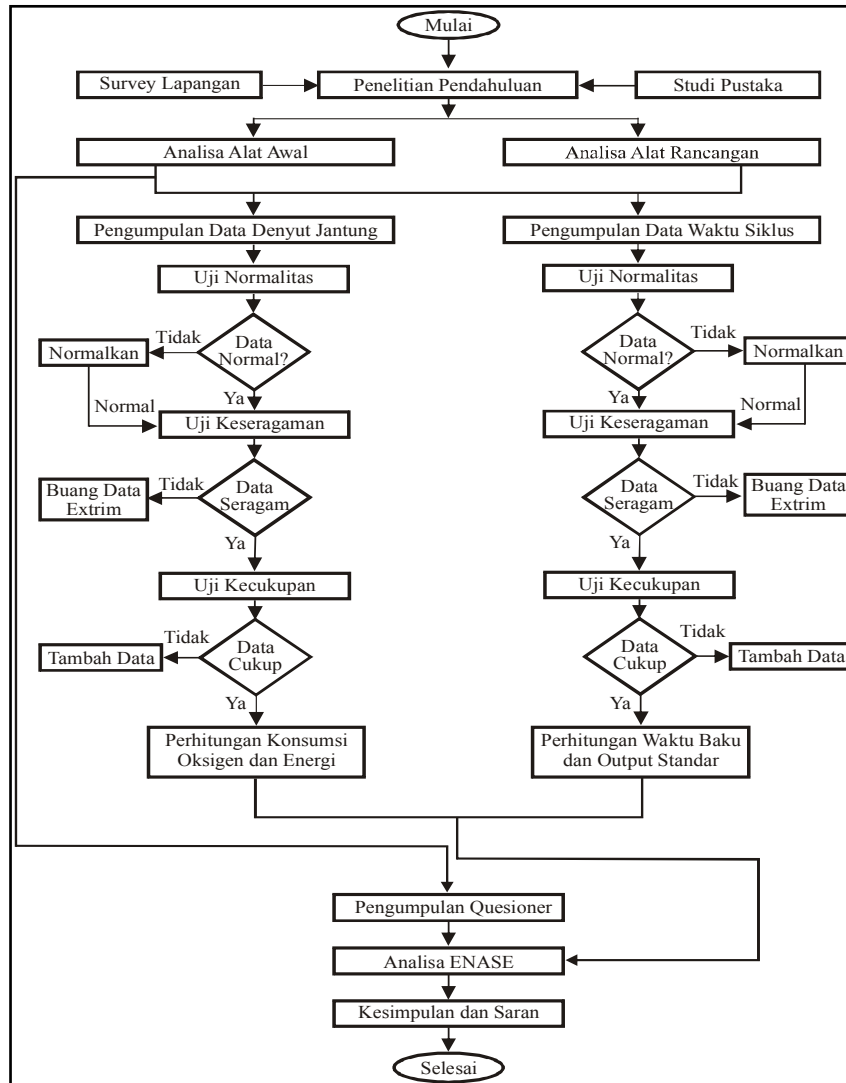 Mulai
Survey Lapangan
Penelitian Pendahuluan
Studi Pustaka
Analisa Alat Awal
Analisa Alat Rancangan
Pengumpulan Data Denyut Jantung
Pengumpulan Data Waktu Siklus
Uji Normalitas
Uji Normalitas
Tidak
Data
Normal?
Normalkan
Ya
Normal
Data
Normal?
Tidak
Normalkan
Ya
Normal
Uji Keseragaman
Uji Keseragaman
Buang Data
Extrim
Tidak
Data
Seragam
Ya
Data
Seragam
Tidak
Buang Data
Extrim
Ya
Uji Kecukupan
Uji Kecukupan
Tambah Data
Tidak
Data
Cukup
Ya
Data
Cukup
Tidak
Tambah Data
Ya
Perhitungan Konsumsi
Oksigen dan Energi
Perhitungan Waktu Baku
dan Output Standar
Pengumpulan Quesioner
Analisa ENASE
Kesimpulan dan Saran
Selesai